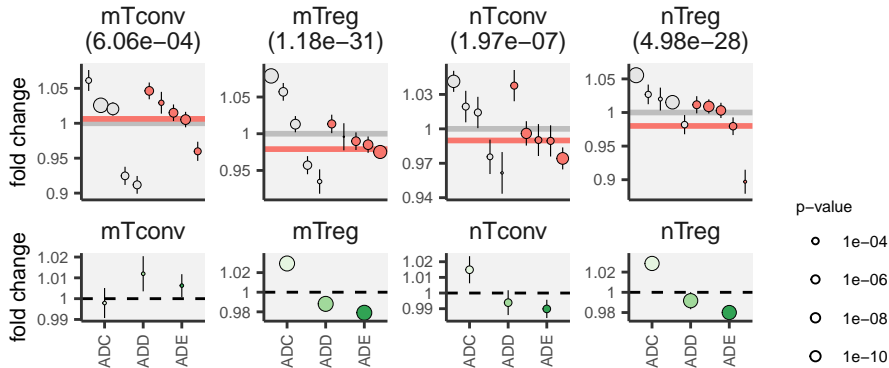 mTconv mTreg nTconv nTreg
(6.06e−04) (1.18e−31) (1.97e−07) (4.98e−28)
fold change
1.05
1
0.95
0.9
1.05
1
0.95
1.03
1
0.97
0.94
1.05
1
0.95
0.9
mTconv mTreg nTconv nTreg
fold change
1.02
1.01
1
0.99
1.02
1
0.98
1.02
1.01
1
0.99
1.02
1
0.98
ADC ADD ADE ADC ADD ADE ADC ADD ADE ADC ADD ADE
p−value
1e−04
1e−06
1e−08
1e−10